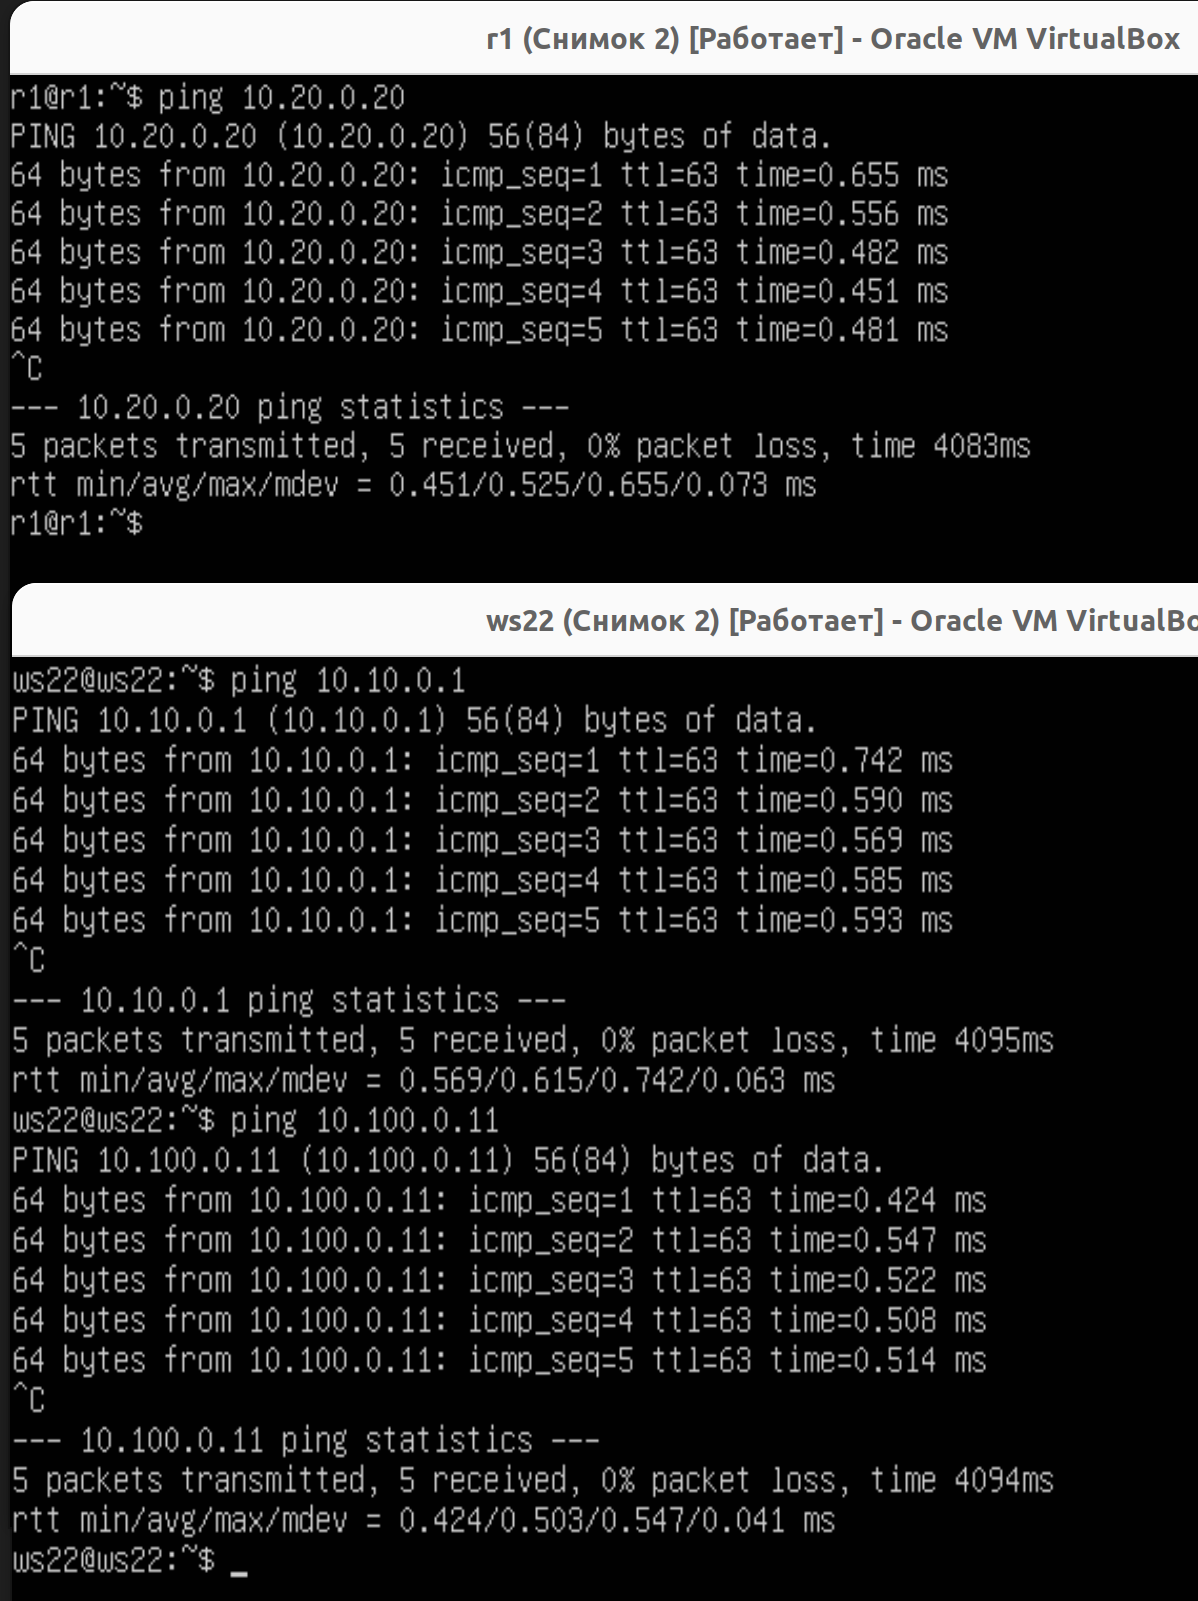 r1 (Снимок 2) [Работает] - Oracle VM VirtualBox
r1@r1:~$ ping 10.20.0.20
PING 10.20.0.20 (10.20.0.20) 56(84) bytes of data.
64 bytes from 10.20.0.20: icmp_seq=1 ttl=63 time=0.655 ms
64 bytes from 10.20.0.20: icmp_seq=2 ttl=63 time=0.556 ms
64 bytes from 10.20.0.20: icmp_seq=3 ttl=63 time=0.482 ms
64 bytes from 10.20.0.20: icmp_seq=4 ttl=63 time=0.451 ms
64 bytes from 10.20.0.20: icmp_seq=5 ttl=63 time=0.481 ms
^C
--- 10.20.0.20 ping statistics ---
5 packets transmitted, 5 received, 0% packet loss, time 4083ms
rtt min/avg/max/mdev = 0.451/0.525/0.655/0.073 ms
r1@r1:~$
ws22 (Снимок 2) [Работает] - Oracle VM VirtualBo
ws22@ws22:~$ ping 10.10.0.1
PING 10.10.0.1 (10.10.0.1) 56(84) bytes of data.
64 bytes from 10.10.0.1: icmp_seq=1 ttl=63 time=0.742 ms
64 bytes from 10.10.0.1: icmp_seq=2 ttl=63 time=0.590 ms
64 bytes from 10.10.0.1: icmp_seq=3 ttl=63 time=0.569 ms
64 bytes from 10.10.0.1: icmp_seq=4 ttl=63 time=0.585 ms
64 bytes from 10.10.0.1: icmp_seq=5 ttl=63 time=0.593 ms
^C
--- 10.10.0.1 ping statistics ---
5 packets transmitted, 5 received, 0% packet loss, time 4095ms
rtt min/avg/max/mdev = 0.569/0.615/0.742/0.063 ms
ws22@ws22:~$ ping 10.100.0.11
PING 10.100.0.11 (10.100.0.11) 56(84) bytes of data.
64 bytes from 10.100.0.11: icmp_seq=1 ttl=63 time=0.424 ms
64 bytes from 10.100.0.11: icmp_seq=2 ttl=63 time=0.547 ms
64 bytes from 10.100.0.11: icmp_seq=3 ttl=63 time=0.522 ms
64 bytes from 10.100.0.11: icmp_seq=4 ttl=63 time=0.508 ms
64 bytes from 10.100.0.11: icmp_seq=5 ttl=63 time=0.514 ms
^C
--- 10.100.0.11 ping statistics ---
5 packets transmitted, 5 received, 0% packet loss, time 4094ms
rtt min/avg/max/mdev = 0.424/0.503/0.547/0.041 ms
ws22@ws22:~$ _